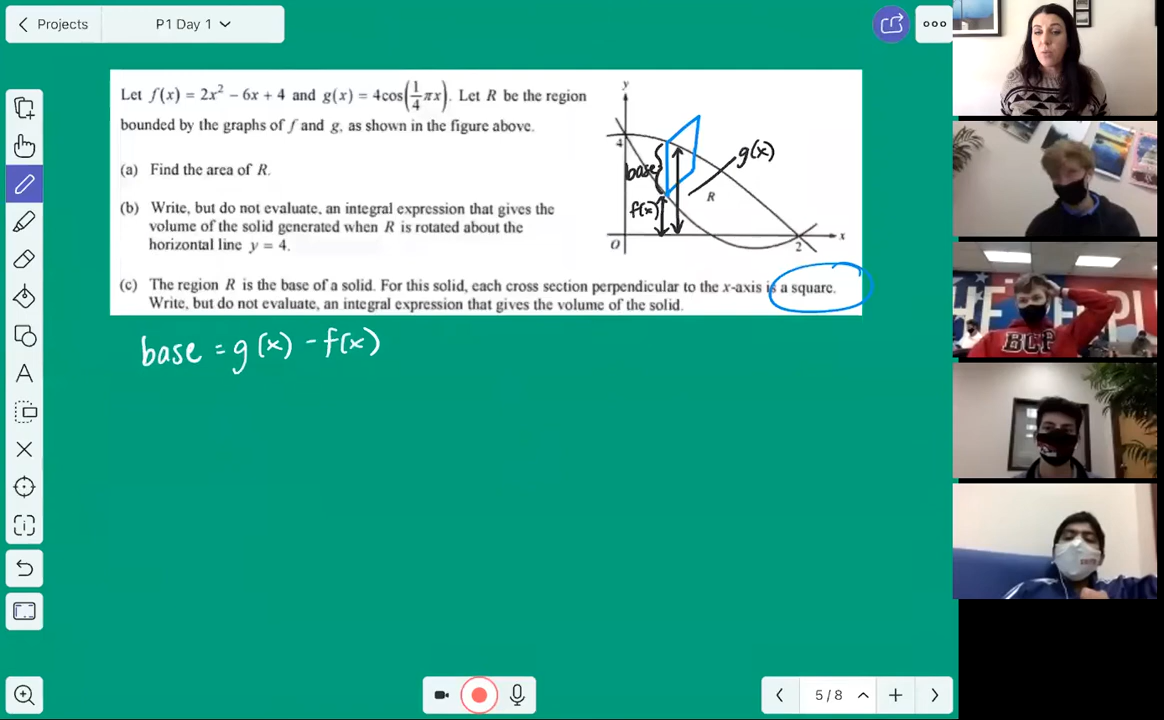 Projects
P1 Day 1
Let f(x) = 2x² − 6x + 4 and g(x) = 4cos(1/4 πx). Let R be the region
bounded by the graphs of f and g, as shown in the figure above.
(a) Find the area of R.
(b) Write, but do not evaluate, an integral expression that gives the
volume of the solid generated when R is rotated about the
horizontal line y = 4.
(c) The region R is the base of a solid. For this solid, each cross section perpendicular to the x-axis is a square.
Write, but do not evaluate, an integral expression that gives the volume of the solid.
y
4
base
g(x)
f(x)
R
O
2
x
base = g(x) - f(x)
A
5/8
THE PEOPLE
BCP